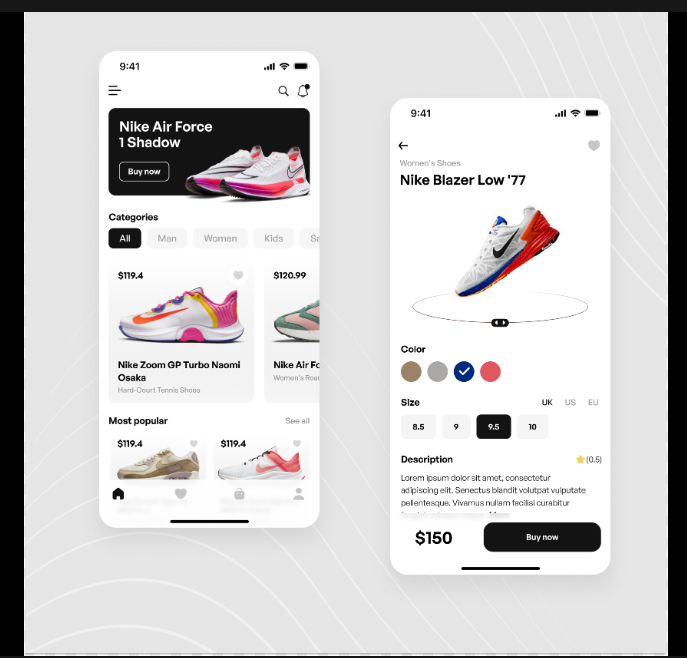 9:41
Nike Air Force
1 Shadow
Buy now
Categories
All Man Women Kids
$119.4 $120.99
Nike Zoom GP Turbo Naomi
Osaka
Hard-Court Tennis Shoes
Nike Air Fo
Women's Roa
Most popular See all
$119.4 $119.4
9:41
Women's Shoes
Nike Blazer Low '77
Color
Size UK US EU
8.5 9 9.5 10
Description (0.5)
Lorem ipsum dolor sit amet, consectetur
adipiscing elit. Senectus blandit volutpat vulputate
pellentesque. Vivamus nullam facilisi curabitur
$150 Buy now